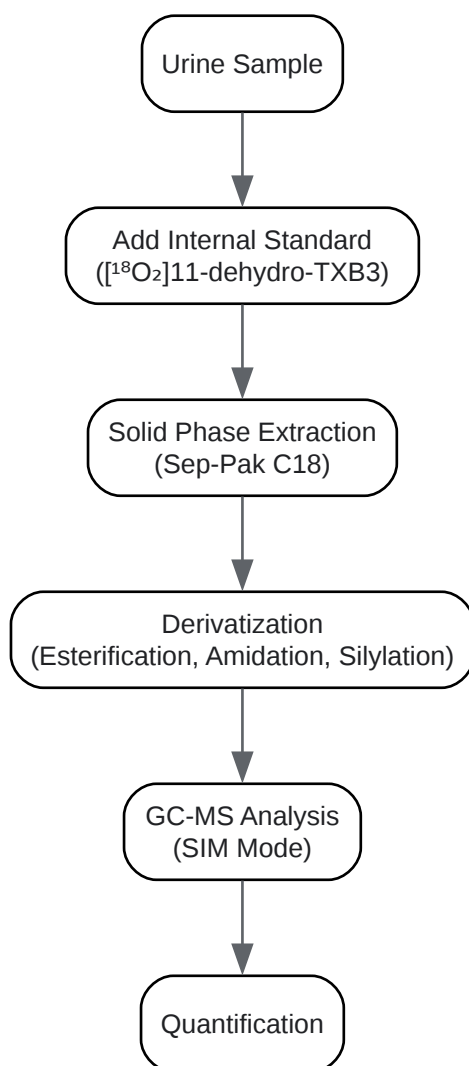 Urine Sample
Add Internal Standard
([¹⁸O₂]11-dehydro-TXB3)
Solid Phase Extraction
(Sep-Pak C18)
Derivatization
(Esterification, Amidation, Silylation)
GC-MS Analysis
(SIM Mode)
Quantification